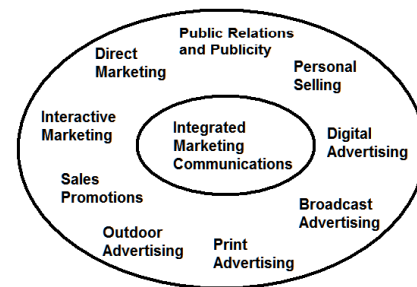 Public Relations
and Publicity
Direct
Marketing
Personal
Selling
Interactive
Marketing
Integrated
Marketing
Communications
Digital
Advertising
Sales
Promotions
Broadcast
Advertising
Outdoor
Advertising
Print
Advertising